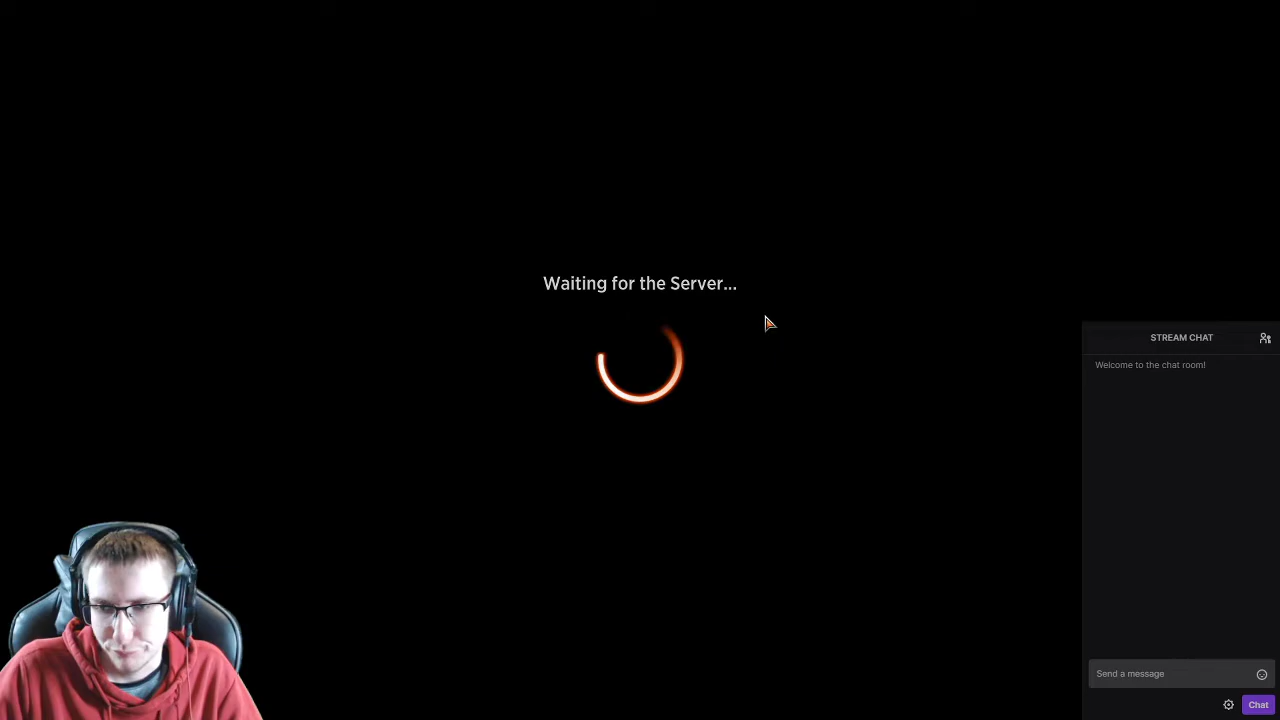 Waiting for the Server...
STREAM CHAT
Welcome to the chat room!
Send a message
Chat